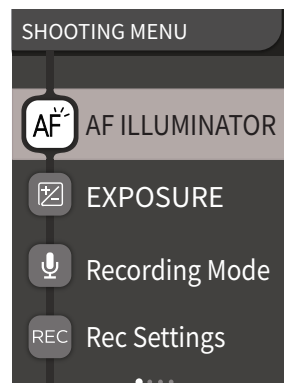 SHOOTING MENU
AF AF ILLUMINATOR
EXPOSURE
Recording Mode
REC Rec Settings